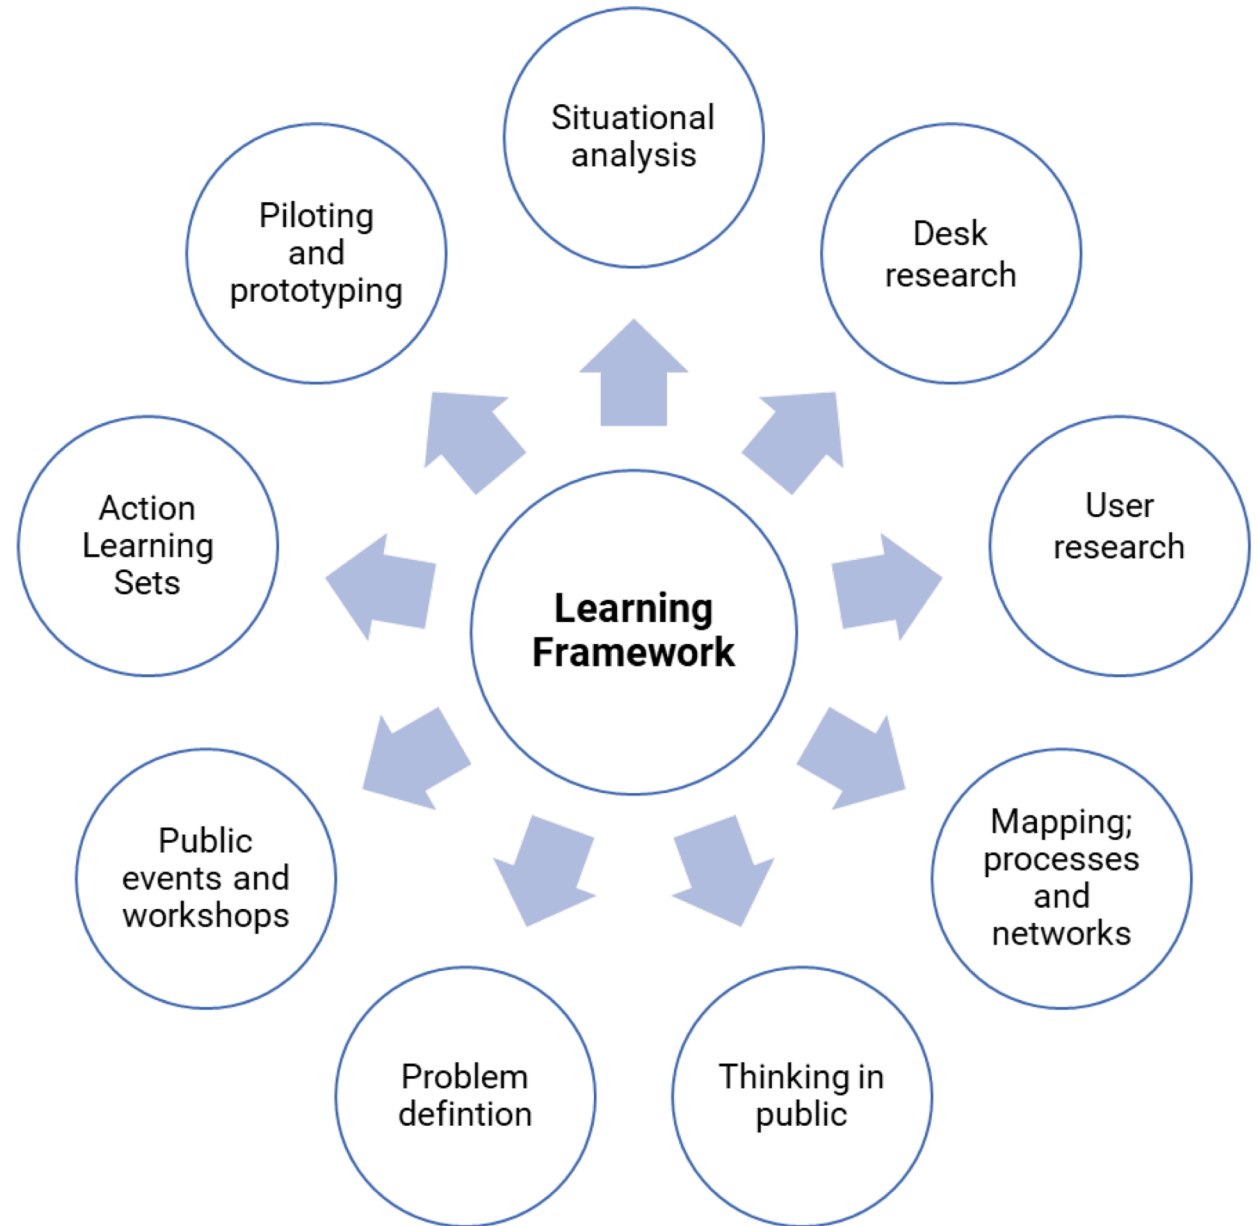 Situational
analysis
Desk
research
User
research
Mapping;
processes
and
networks
Thinking in
public
Problem
defintion
Public
events and
workshops
Action
Learning
Sets
Piloting
and
prototyping
Learning
Framework